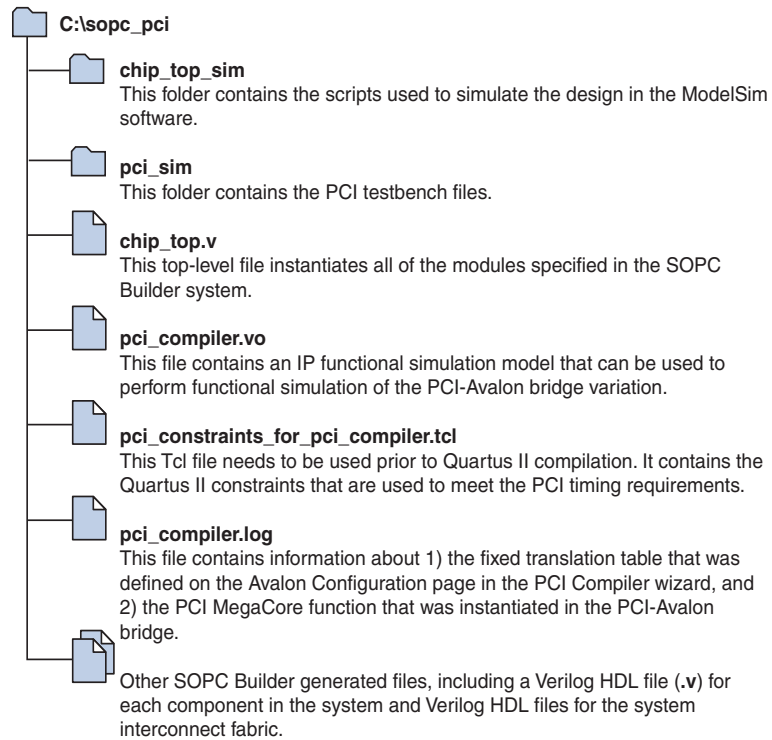 C:\sopc_pci
chip_top_sim
This folder contains the scripts used to simulate the design in the ModelSim
software.
pci_sim
This folder contains the PCI testbench files.
chip_top.v
This top-level file instantiates all of the modules specified in the SOPC
Builder system.
pci_compiler.vo
This file contains an IP functional simulation model that can be used to
perform functional simulation of the PCI-Avalon bridge variation.
pci_constraints_for_pci_compiler.tcl
This Tcl file needs to be used prior to Quartus II compilation. It contains the
Quartus II constraints that are used to meet the PCI timing requirements.
pci_compiler.log
This file contains information about 1) the fixed translation table that was
defined on the Avalon Configuration page in the PCI Compiler wizard, and
2) the PCI MegaCore function that was instantiated in the PCI-Avalon
bridge.
Other SOPC Builder generated files, including a Verilog HDL file (.v) for
each component in the system and Verilog HDL files for the system
interconnect fabric.